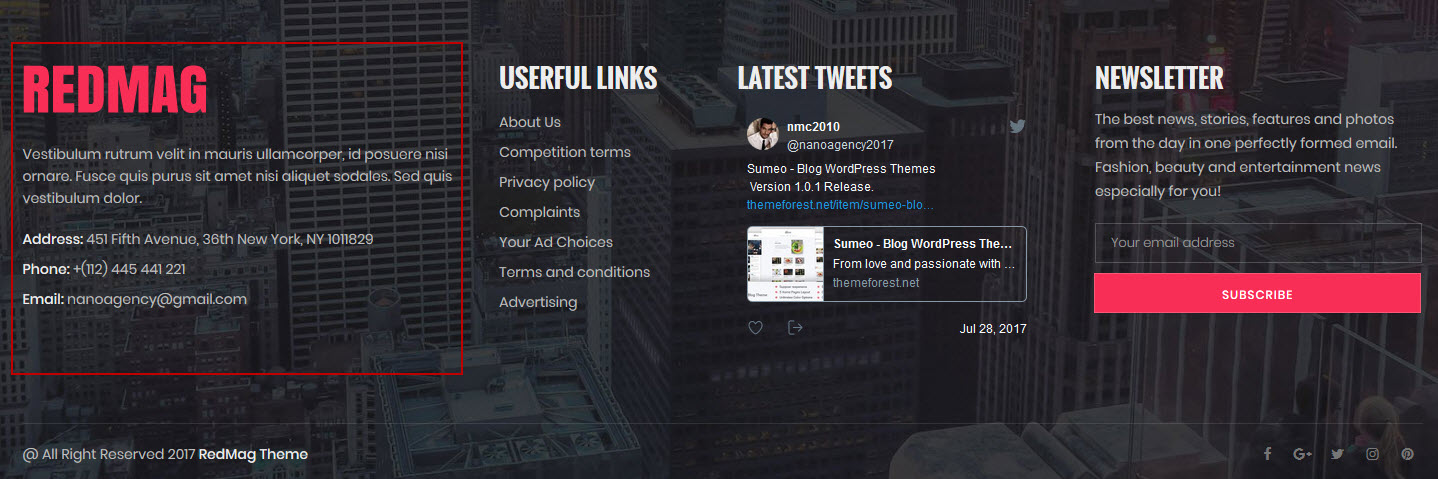 REDMAG
Vestibulum rutrum velit in mauris ullamcorper, id posuere nisi
ornare. Fusce quis purus sit amet nisi aliquet sodales. Sed quis
vestibulum dolor.
Address: 451 Fifth Avenue, 36th New York, NY 1011829
Phone: +(112) 445 441 221
Email: nanoagency@gmail.com
USERFUL LINKS
About Us
Competition terms
Privacy policy
Complaints
Your Ad Choices
Terms and conditions
Advertising
LATEST TWEETS
nmc2010
@nanoagency2017
Sumeo - Blog WordPress Themes
Version 1.0.1 Release.
themeforest.net/item/sumeo-blo…
Sumeo - Blog WordPress The…
From love and passionate with …
themeforest.net
Jul 28, 2017
NEWSLETTER
The best news, stories, features and photos
from the day in one perfectly formed email.
Fashion, beauty and entertainment news
especially for you!
Your email address
SUBSCRIBE
@ All Right Reserved 2017 RedMag Theme